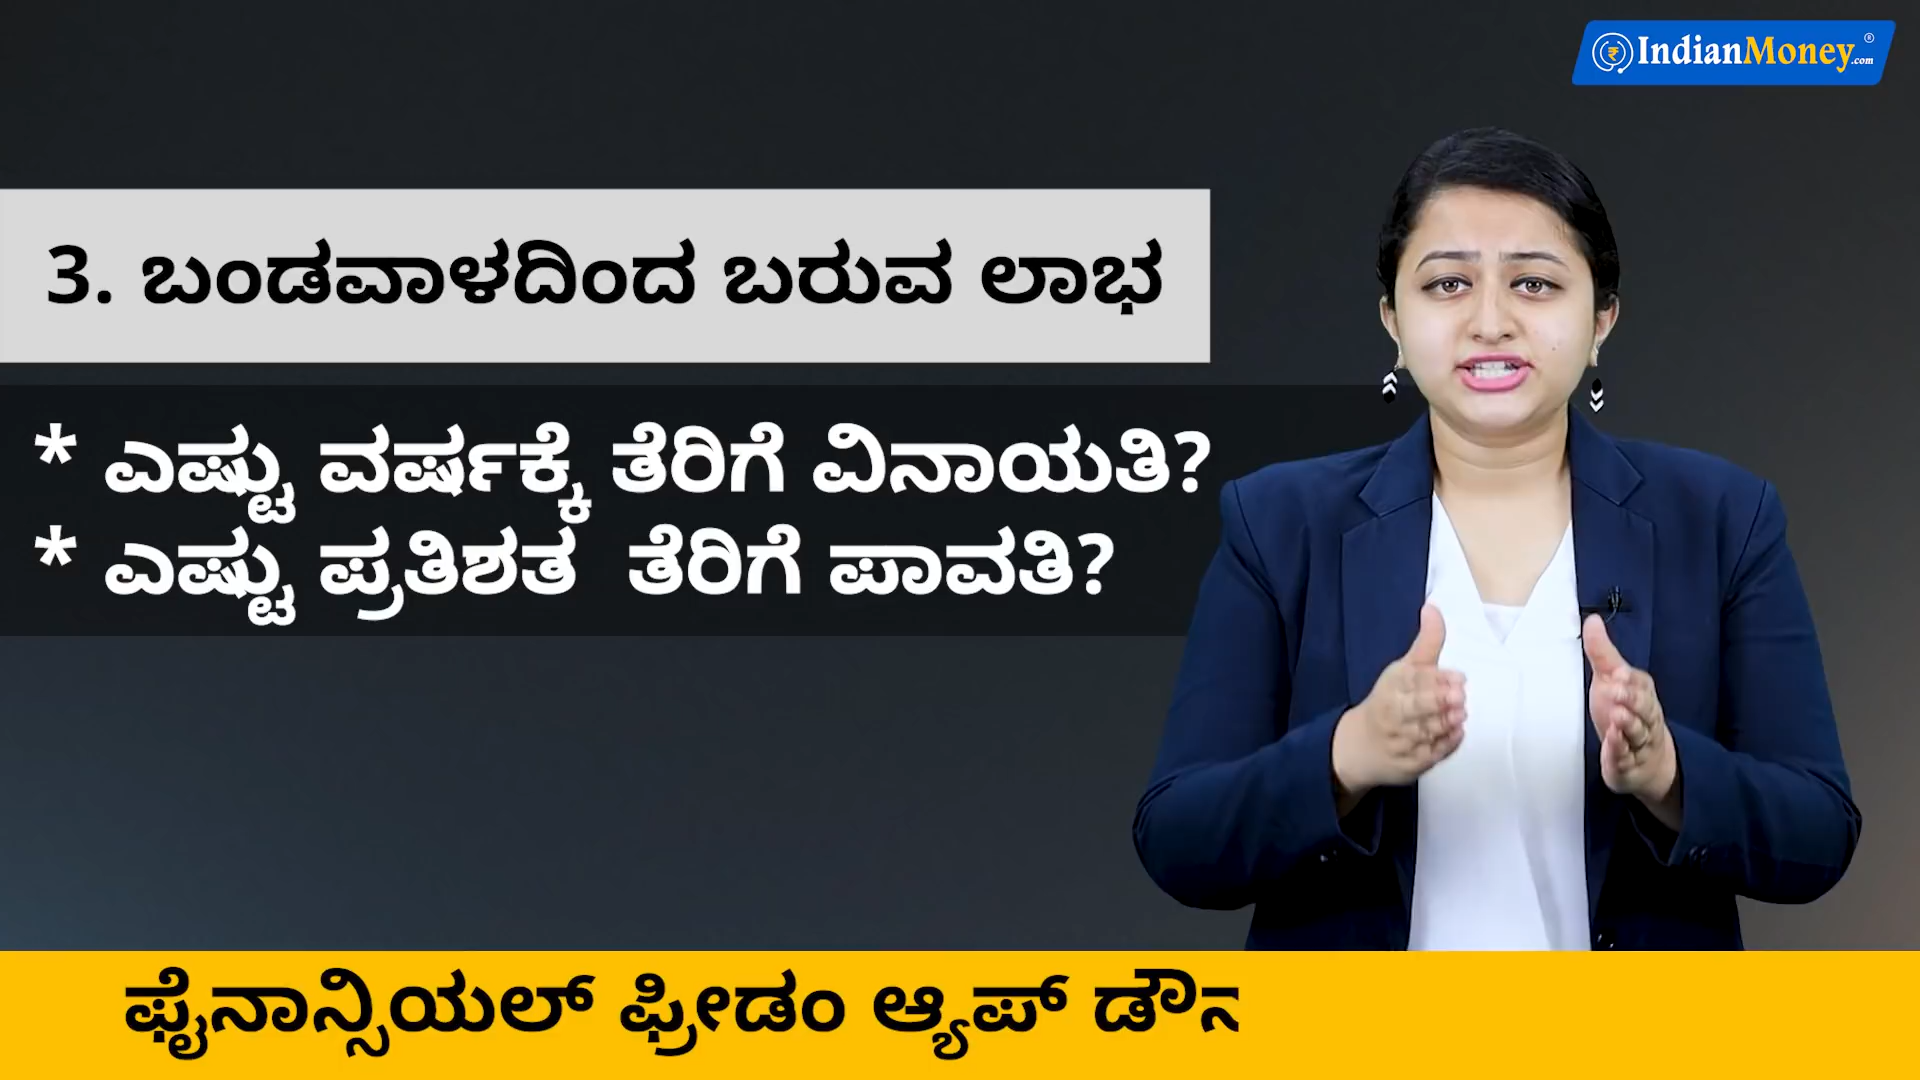 IndianMoney.com
3. ಬಂಡವಾಳದಿಂದ ಬರುವ ಲಾಭ
* ಎಷ್ಟು ವರ್ಷಕ್ಕೆ ತೆರಿಗೆ ವಿನಾಯತಿ?
* ಎಷ್ಟು ಪ್ರತಿಶತ ತೆರಿಗೆ ಪಾವತಿ?
ಫೈನಾನ್ಸಿಯಲ್ ಫ್ರೀಡಂ ಆ್ಯಪ್